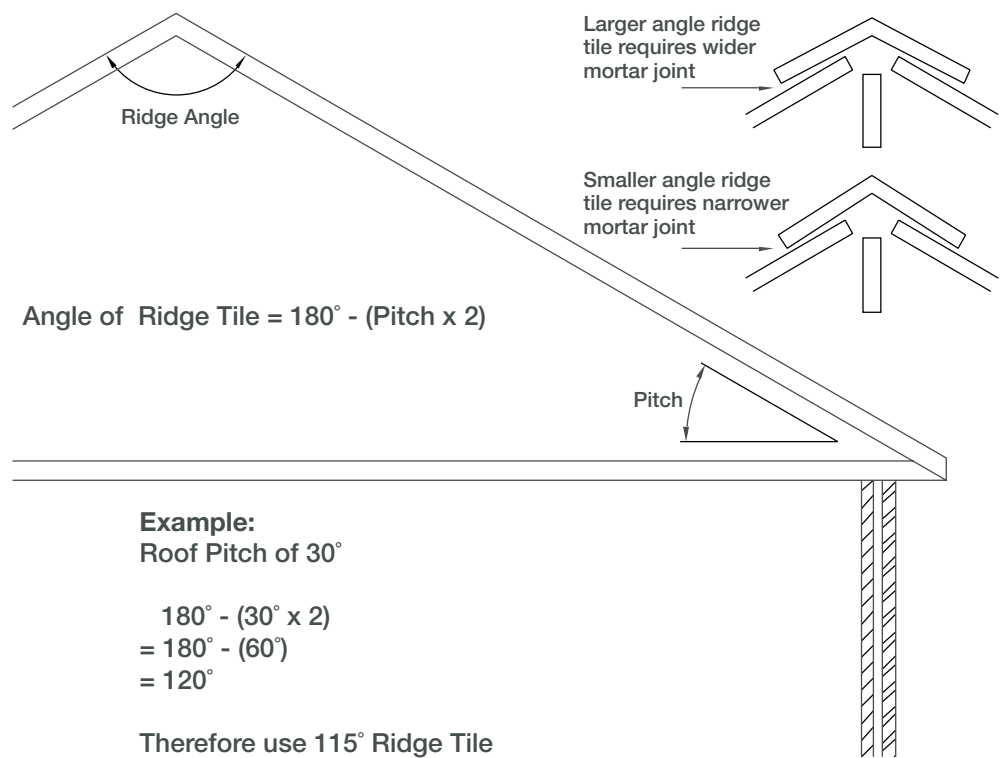 Larger angle ridge
tile requires wider
mortar joint
Ridge Angle
Smaller angle ridge
tile requires narrower
mortar joint
Angle of Ridge Tile = 180° - (Pitch x 2)
Pitch
Example:
Roof Pitch of 30°
180° - (30° x 2)
= 180° - (60°)
= 120°
Therefore use 115° Ridge Tile